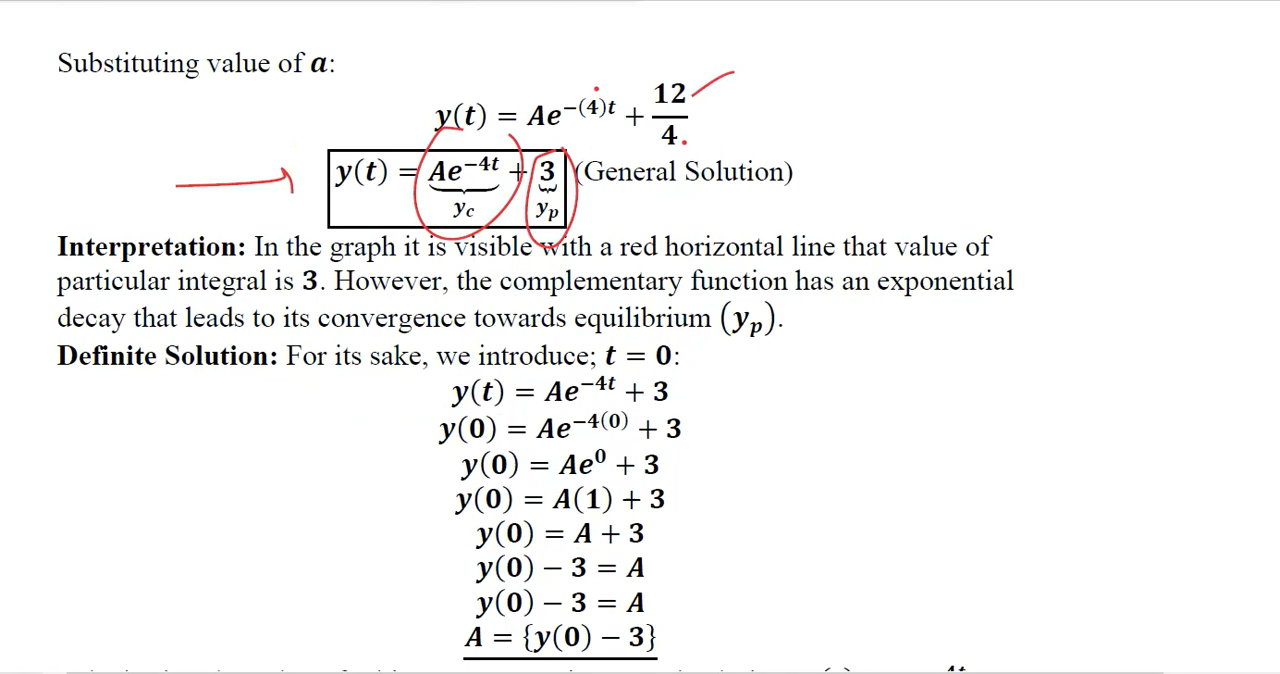 Substituting value of a:
y(t) = Ae^{−(4)t} + 12/4
y(t) = Ae^{−4t} + 3 (General Solution)
y_c y_p
Interpretation: In the graph it is visible with a red horizontal line that value of
particular integral is 3. However, the complementary function has an exponential
decay that leads to its convergence towards equilibrium (y_p).
Definite Solution: For its sake, we introduce; t = 0:
y(t) = Ae^{−4t} + 3
y(0) = Ae^{−4(0)} + 3
y(0) = Ae^0 + 3
y(0) = A(1) + 3
y(0) = A + 3
y(0) − 3 = A
y(0) − 3 = A
A = {y(0) − 3}